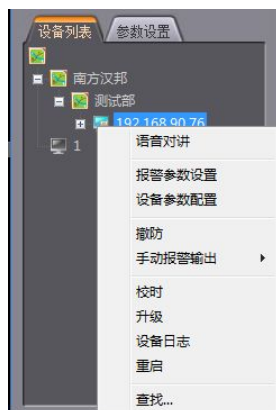 设备列表 参数设置
南方汉邦
测试部
192.168.90.76
1
语音对讲
报警参数设置
设备参数配置
撤防
手动报警输出
校时
升级
设备日志
重启
查找...